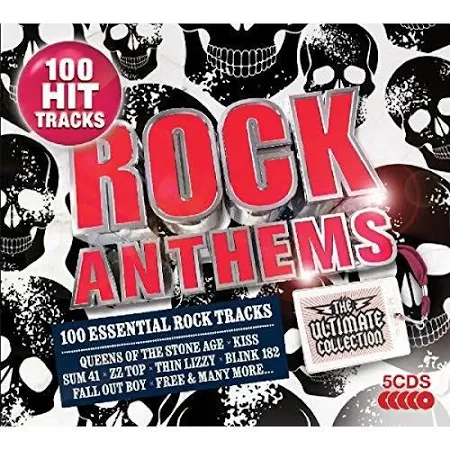 100
HIT
TRACKS
ROCK
ANTHEMS
100 ESSENTIAL ROCK TRACKS
QUEENS OF THE STONE AGE × KISS
SUM 41 × ZZ TOP × THIN LIZZY × BLINK 182
FALL OUT BOY × FREE & MANY MORE...
THE
ULTIMATE
COLLECTION
5CDS